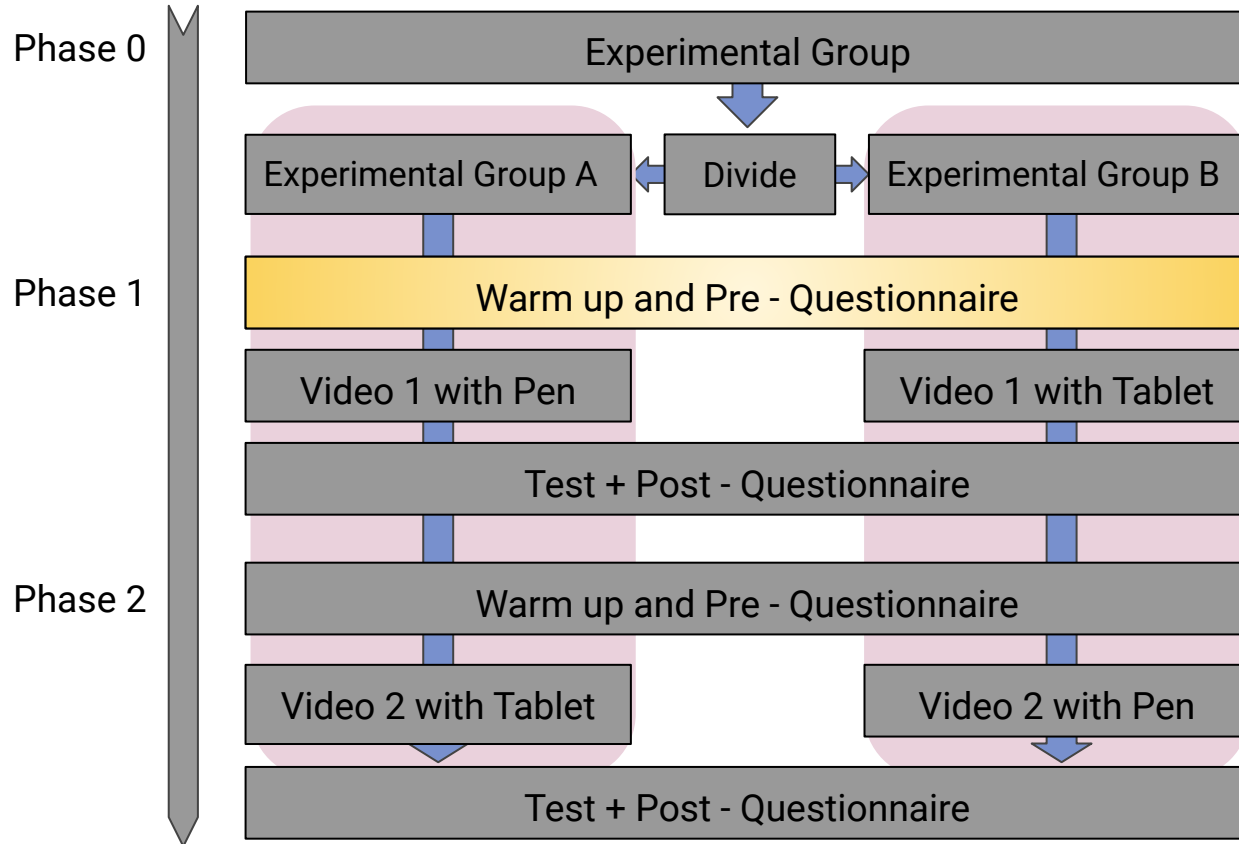 Phase 0
Experimental Group
Experimental Group A
Divide
Experimental Group B
Phase 1
Warm up and Pre - Questionnaire
Video 1 with Pen
Video 1 with Tablet
Test + Post - Questionnaire
Phase 2
Warm up and Pre - Questionnaire
Video 2 with Tablet
Video 2 with Pen
Test + Post - Questionnaire